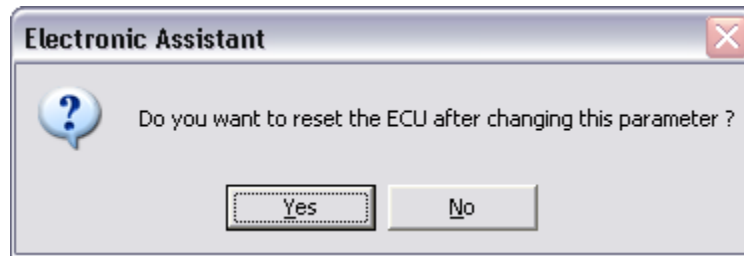 Electronic Assistant
Do you want to reset the ECU after changing this parameter ?
Yes No